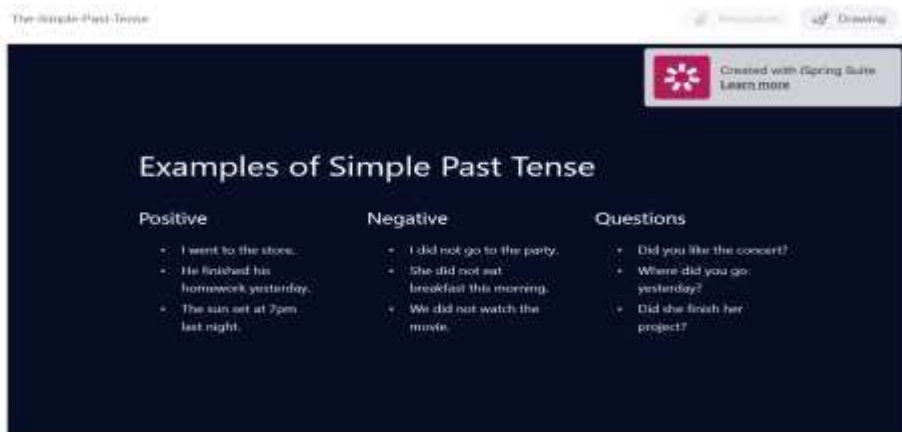 The-Simple-Past-Tense
Drawing
Created with iSpring Suite
Learn more
Examples of Simple Past Tense
Positive
• I went to the store.
• He finished his
homework yesterday.
• The sun set at 7pm
last night.
Negative
• I did not go to the party.
• She did not eat
breakfast this morning.
• We did not watch the
movie.
Questions
• Did you like the concert?
• Where did you go
yesterday?
• Did she finish her
project?